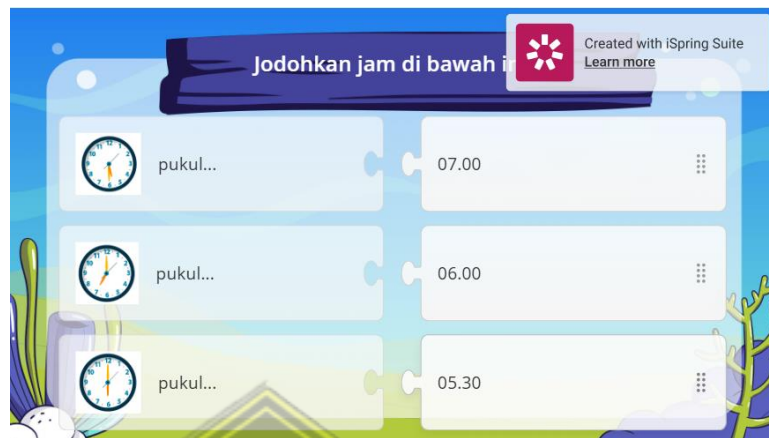 Jodohkan jam di bawah i
Created with iSpring Suite
Learn more
pukul...
07.00
pukul...
06.00
pukul...
05.30